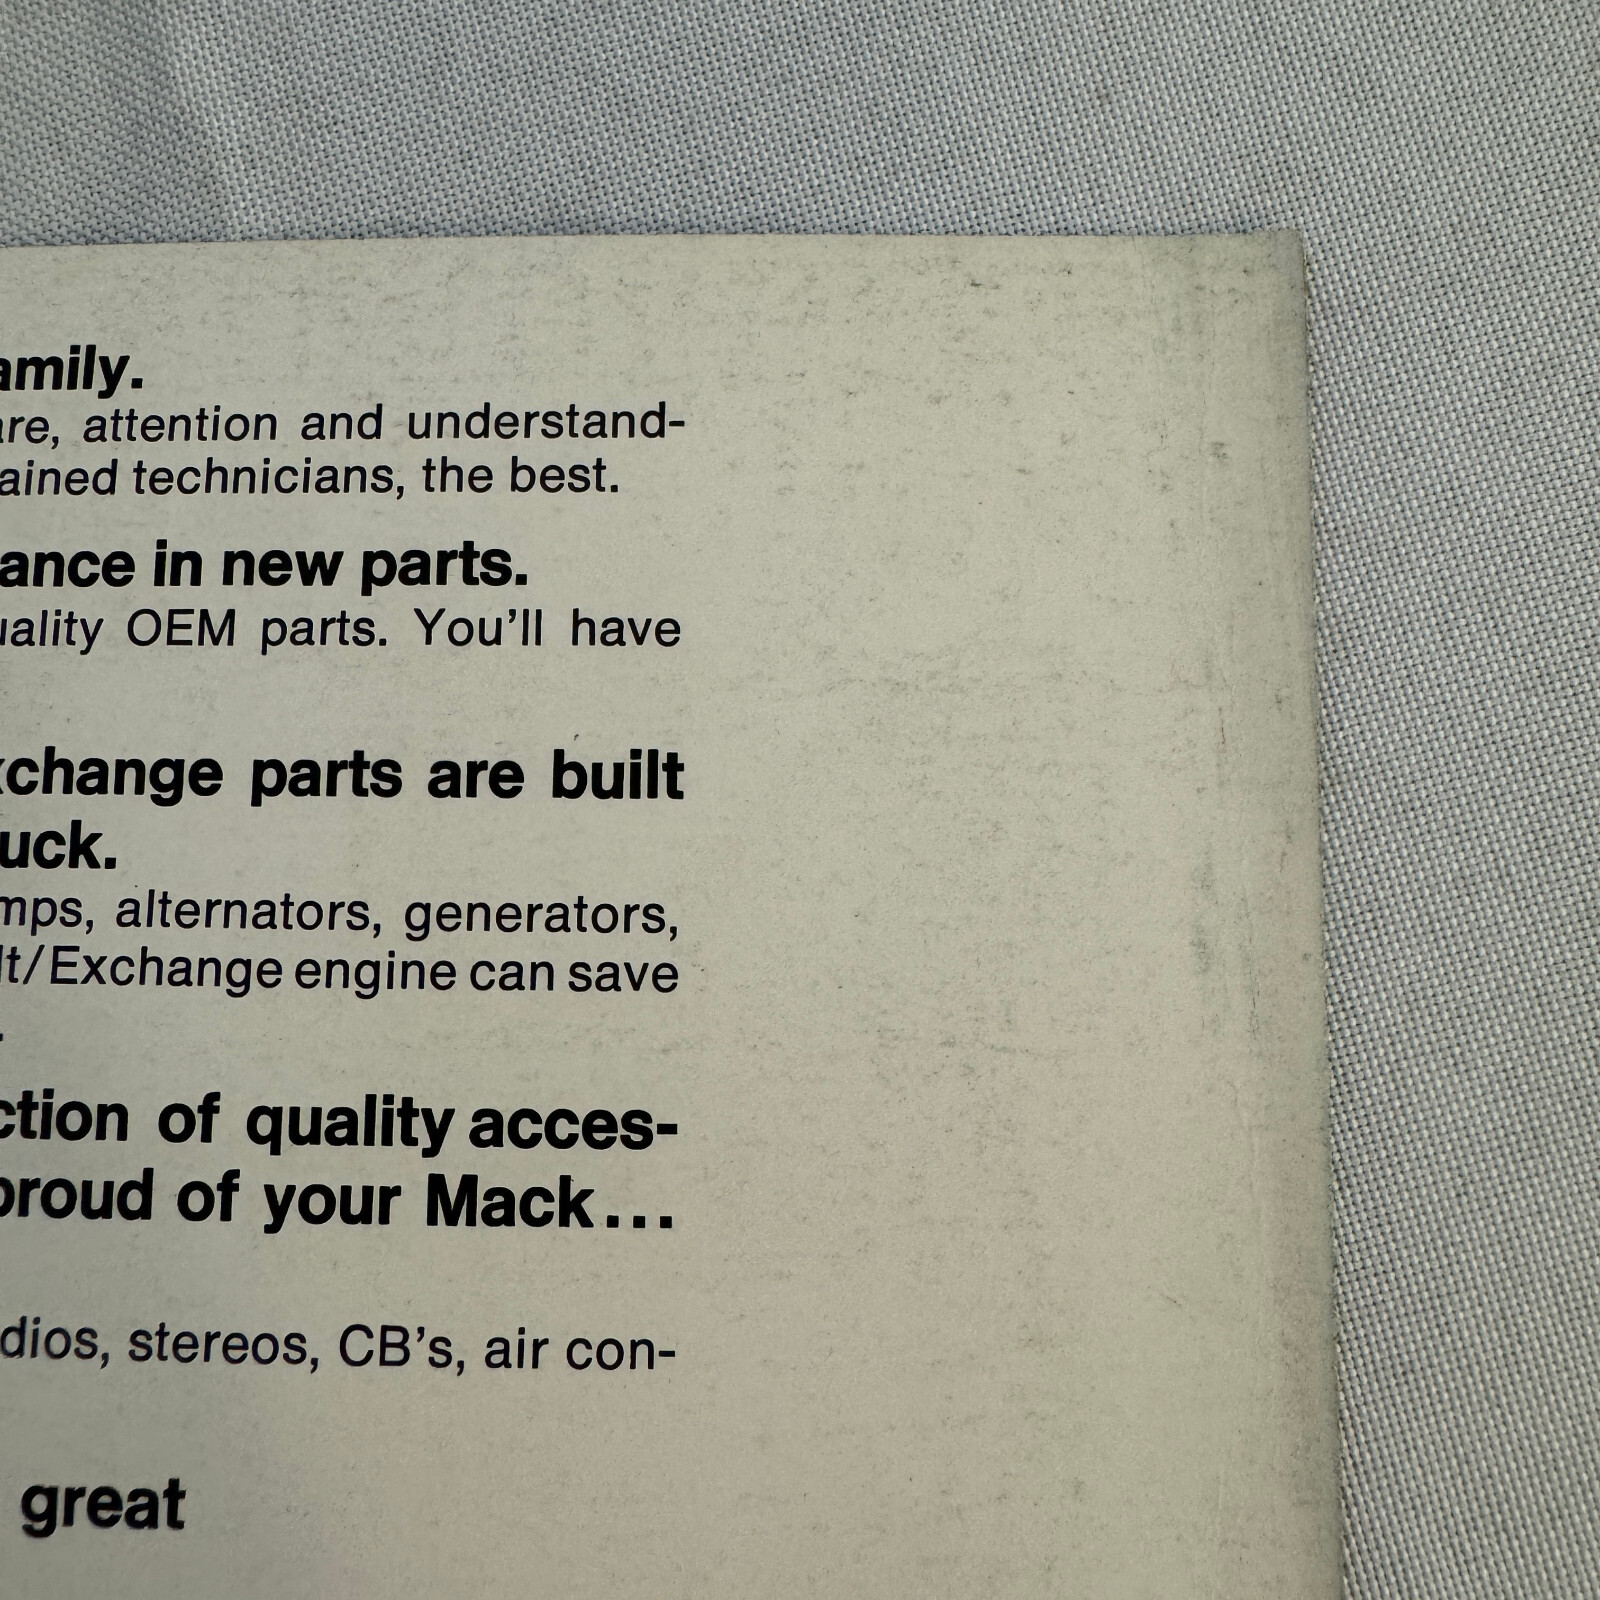 amily.
are, attention and understand-
ained technicians, the best.
ance in new parts.
uality OEM parts. You'll have
xchange parts are built
uck.
mps, alternators, generators,
lt/Exchange engine can save
.
ction of quality acces-
proud of your Mack...
dios, stereos, CB's, air con-
great